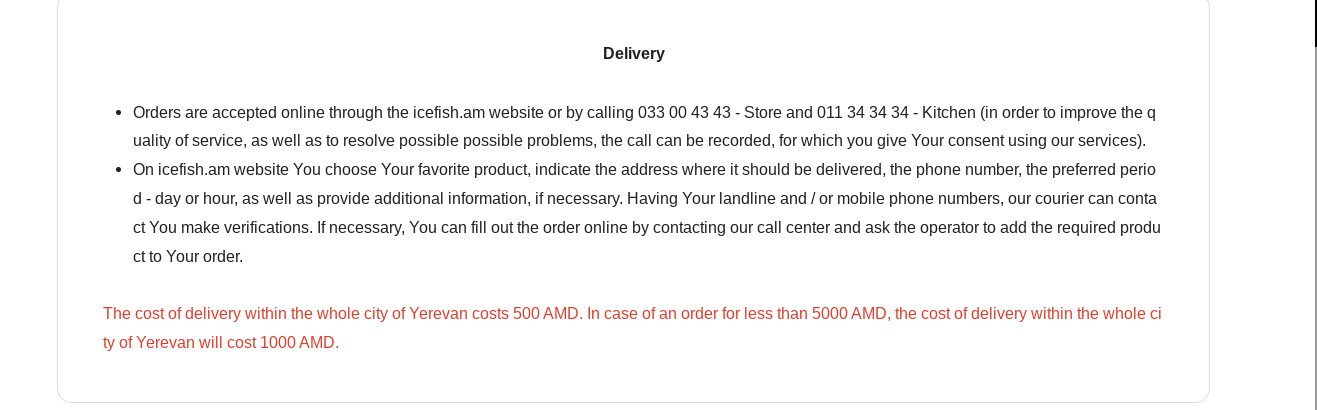 Delivery
• Orders are accepted online through the icefish.am website or by calling 033 00 43 43 - Store and 011 34 34 34 - Kitchen (in order to improve the q
uality of service, as well as to resolve possible possible problems, the call can be recorded, for which you give Your consent using our services).
• On icefish.am website You choose Your favorite product, indicate the address where it should be delivered, the phone number, the preferred perio
d - day or hour, as well as provide additional information, if necessary. Having Your landline and / or mobile phone numbers, our courier can conta
ct You make verifications. If necessary, You can fill out the order online by contacting our call center and ask the operator to add the required produ
ct to Your order.
The cost of delivery within the whole city of Yerevan costs 500 AMD. In case of an order for less than 5000 AMD, the cost of delivery within the whole ci
ty of Yerevan will cost 1000 AMD.